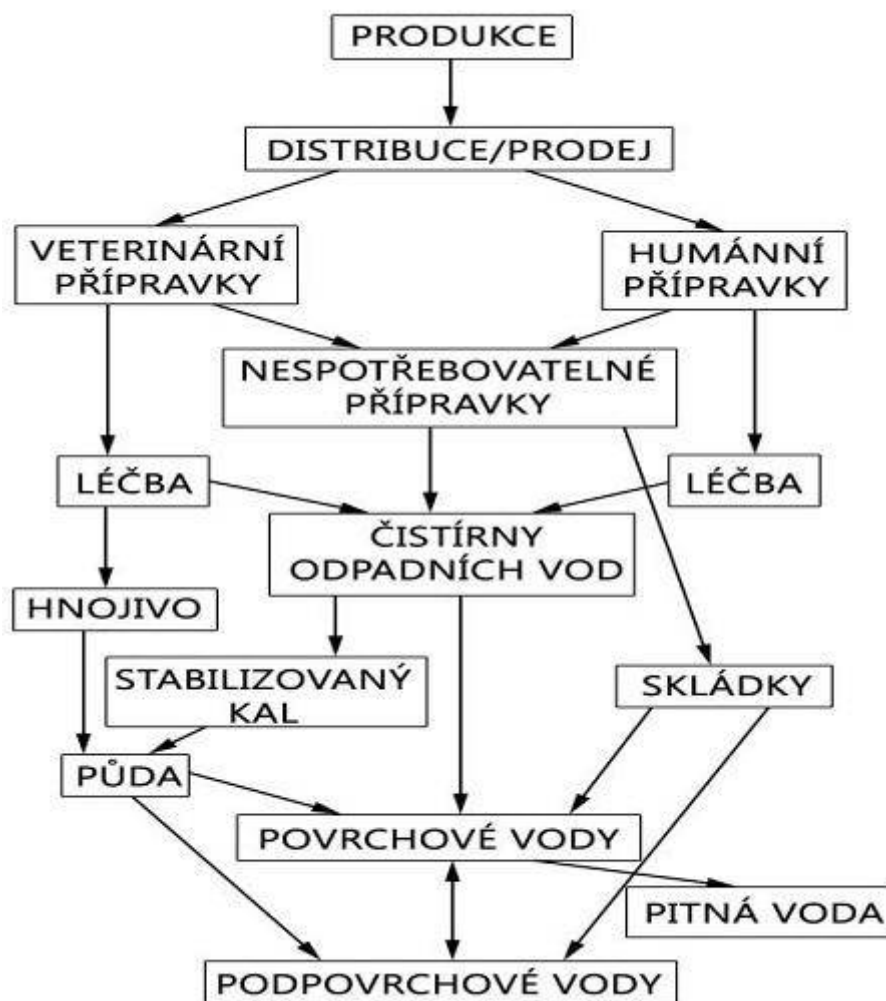 PRODUKCE
DISTRIBUCE/PRODEJ
VETERINÁRNÍ
PŘÍPRAVKY
HUMÁNNÍ
PŘÍPRAVKY
NESPOTŘEBOVATELNÉ
PŘÍPRAVKY
LÉČBA
LÉČBA
ČISTÍRNY
ODPADNÍCH VOD
HNOJIVO
STABILIZOVANÝ
KAL
SKLÁDKY
PŮDA
POVRCHOVÉ VODY
PITNÁ VODA
PODPOVRCHOVÉ VODY